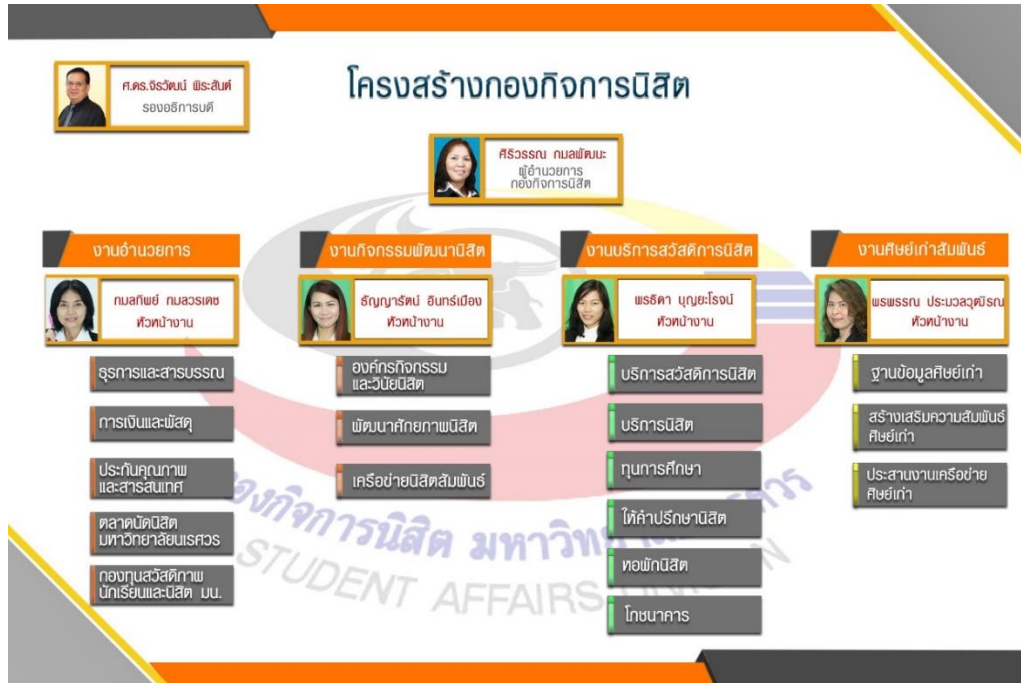 ศ.ดร.จิรวัฒน์ พิระสันต์
รองอธิการบดี
โครงสร้างกองกิจการนิสิต
ศิริวรรณ กมลพัฒนะ
ผู้อำนวยการ
กองกิจการนิสิต
งานอำนวยการ
กมลทิพย์ กมลวรเดช
หัวหน้างาน
ธุรการและสารบรรณ
การเงินและพัสดุ
ประกันคุณภาพ
และสารสนเทศ
ตลาดนัดนิสิต
มหาวิทยาลัยนเรศวร
กองทุนสวัสดิภาพ
นักเรียนและนิสิต มน.
งานกิจกรรมพัฒนานิสิต
ธัญญารัตน์ อินทร์เมือง
หัวหน้างาน
องค์กรกิจกรรม
และวินัยนิสิต
พัฒนาศักยภาพนิสิต
เครือข่ายนิสิตสัมพันธ์
งานบริการสวัสดิการนิสิต
พรธิดา บุญยะโรจน์
หัวหน้างาน
บริการสวัสดิการนิสิต
บริการนิสิต
ทุนการศึกษา
ให้คำปรึกษานิสิต
หอพักนิสิต
โภชนาคาร
งานศิษย์เก่าสัมพันธ์
พรพรรณ ประมวลวุฒิรณ
หัวหน้างาน
ฐานข้อมูลศิษย์เก่า
สร้างเสริมความสัมพันธ์
ศิษย์เก่า
ประสานงานเครือข่าย
ศิษย์เก่า
กองกิจการนิสิต
STUDENT AFFAIRS